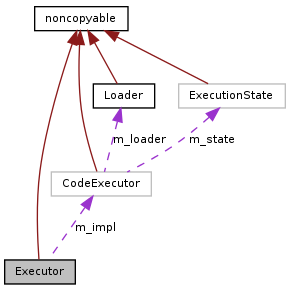 noncopyable
Loader
ExecutionState
m_loader
m_state
CodeExecutor
m_impl
Executor